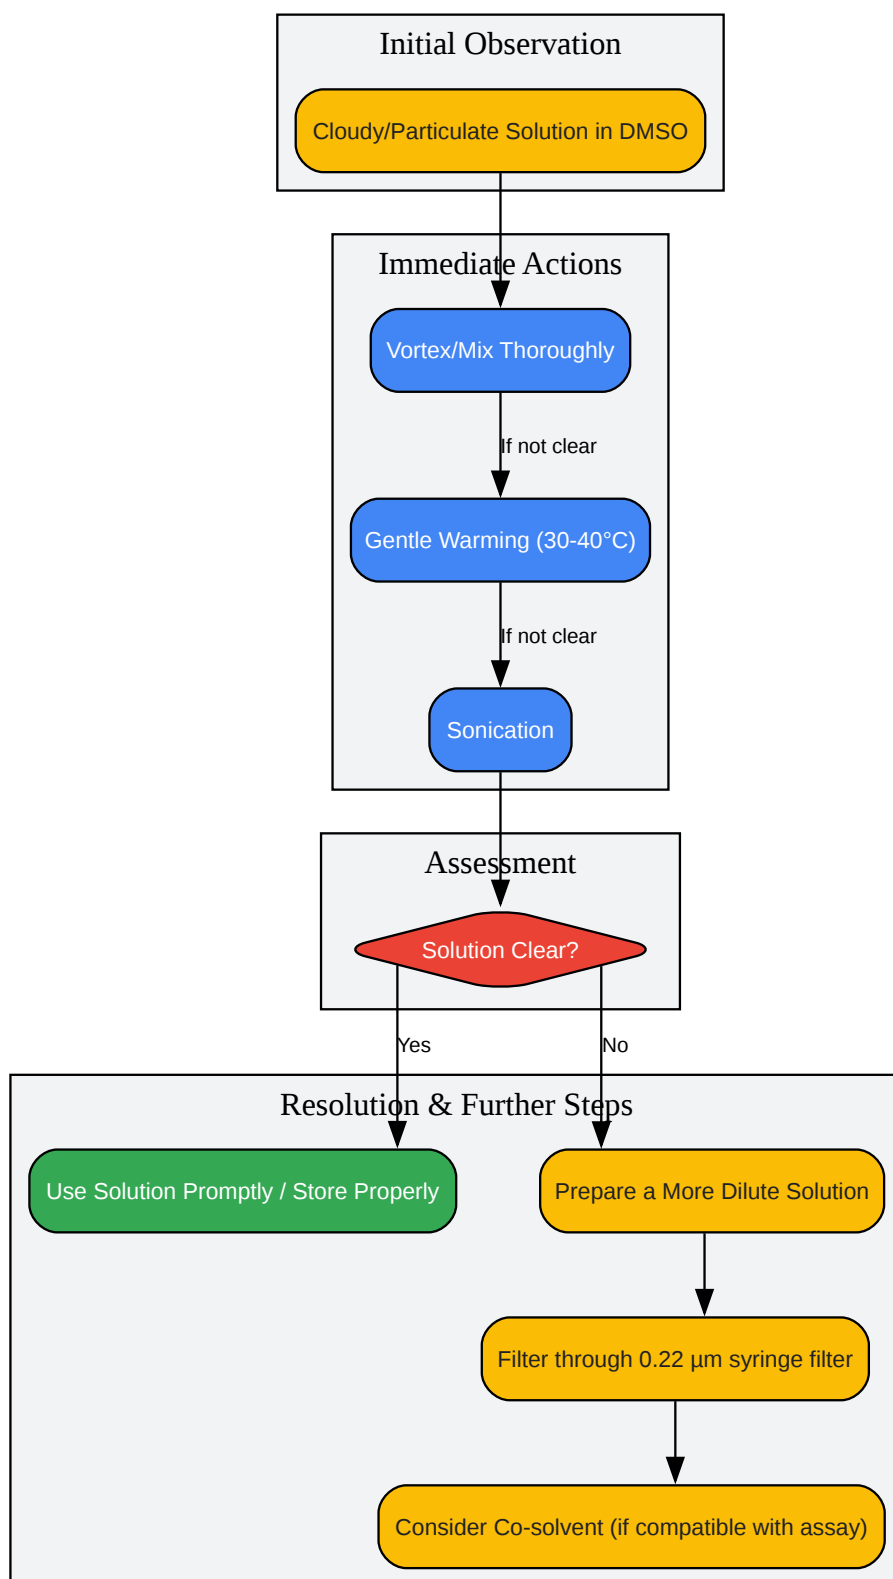 Initial Observation
Cloudy/Particulate Solution in DMSO
Immediate Actions
Vortex/Mix Thoroughly
If not clear
Gentle Warming (30-40°C)
If not clear
Sonication
Assessment
Solution Clear?
Yes
No
Resolution & Further Steps
Use Solution Promptly / Store Properly
Prepare a More Dilute Solution
Filter through 0.22 µm syringe filter
Consider Co-solvent (if compatible with assay)